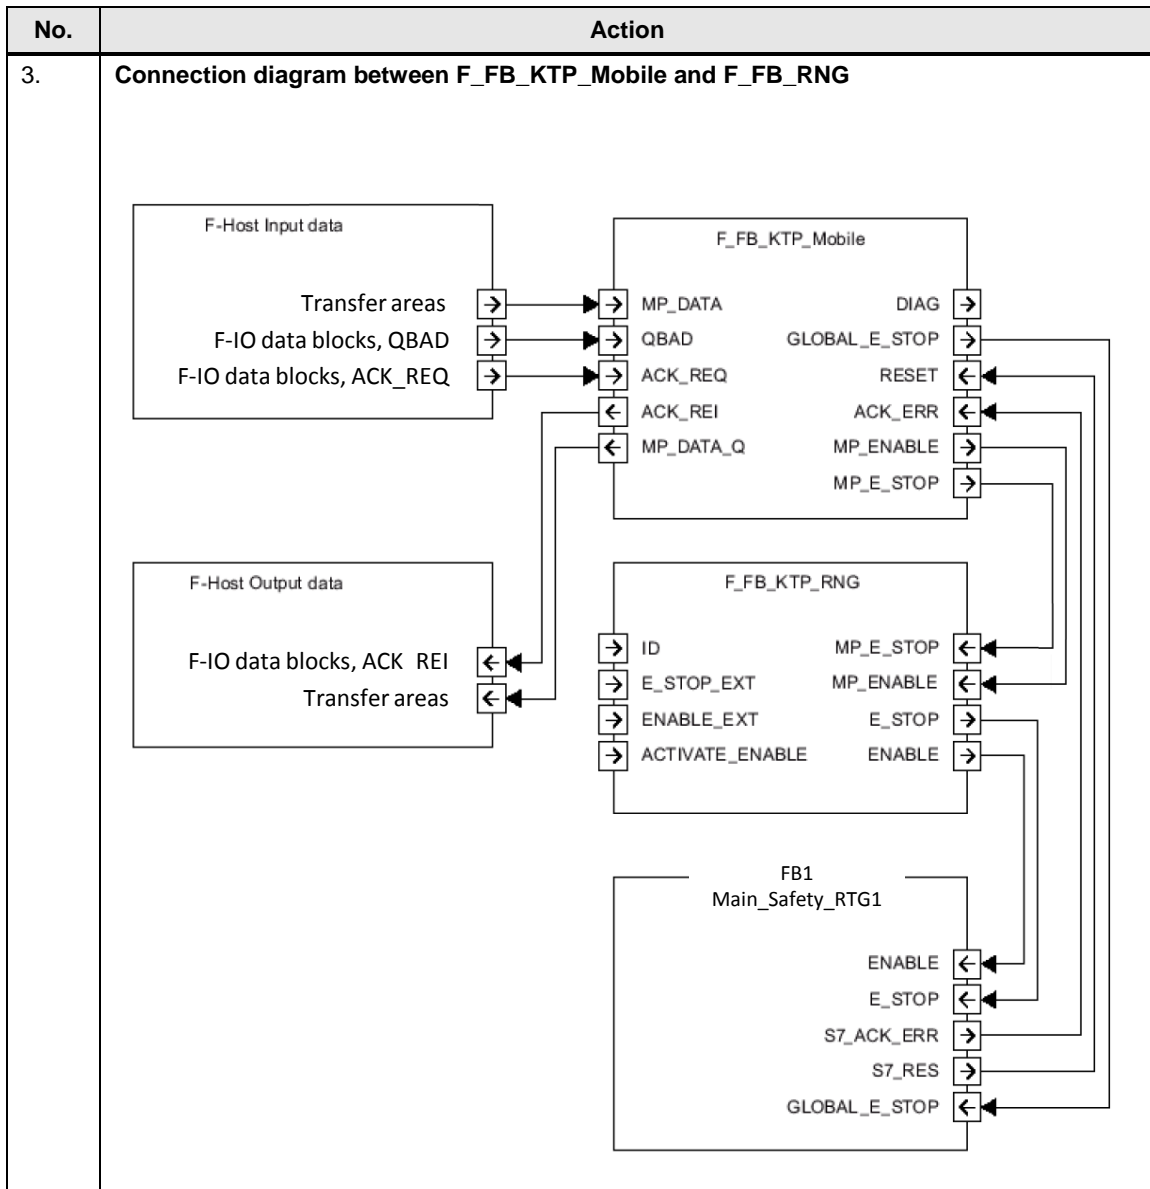 No.
Action
3.
Connection diagram between F_FB_KTP_Mobile and F_FB_RNG
F-Host Input data
Transfer areas
F-IO data blocks, QBAD
F-IO data blocks, ACK_REQ
F_FB_KTP_Mobile
MP_DATA
QBAD
ACK_REQ
ACK_REI
MP_DATA_Q
DIAG
GLOBAL_E_STOP
RESET
ACK_ERR
MP_ENABLE
MP_E_STOP
F-Host Output data
F-IO data blocks, ACK REI
Transfer areas
F_FB_KTP_RNG
ID
E_STOP_EXT
ENABLE_EXT
ACTIVATE_ENABLE
MP_E_STOP
MP_ENABLE
E_STOP
ENABLE
FB1
Main_Safety_RTG1
ENABLE
E_STOP
S7_ACK_ERR
S7_RES
GLOBAL_E_STOP